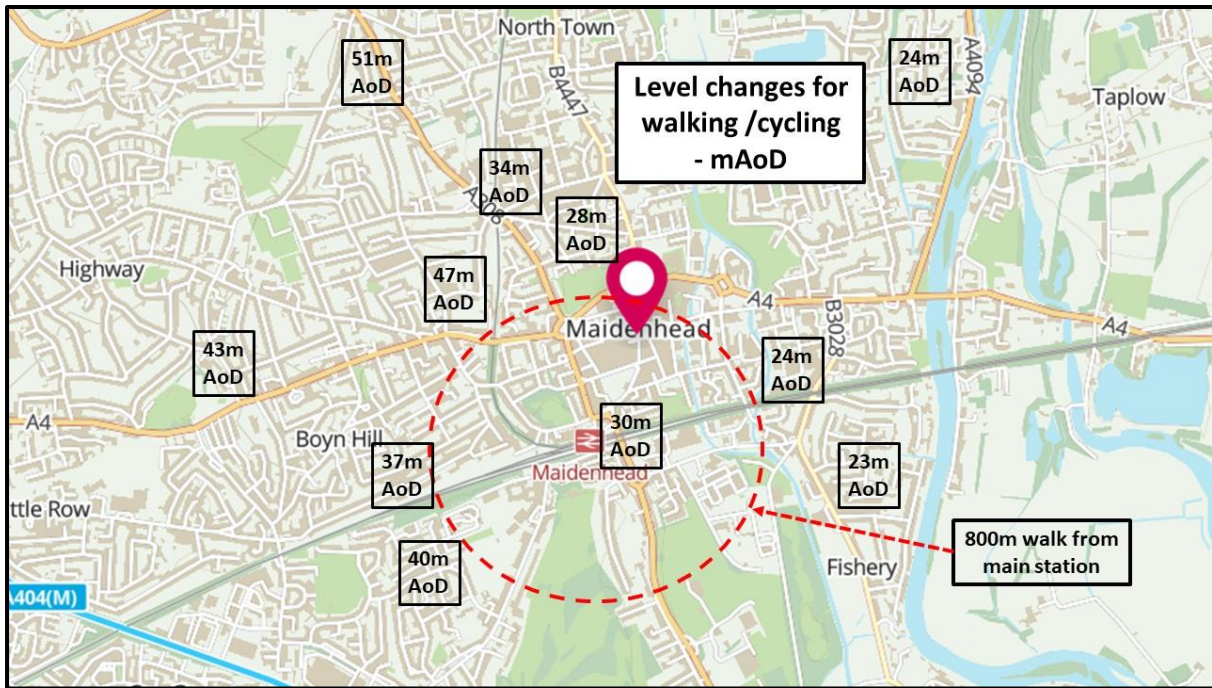 North Town
51m
AoD
B4447
24m
AoD
A4094
Taplow
Level changes for
walking /cycling
- mAoD
34m
AoD
A308
28m
AoD
Highway
47m
AoD
A4
B3028
A4
Maidenhead
43m
AoD
24m
AoD
A4
Boyn Hill
30m
AoD
37m
AoD
Maidenhead
23m
AoD
ttle Row
800m walk from
main station
40m
AoD
Fishery
A404(M)